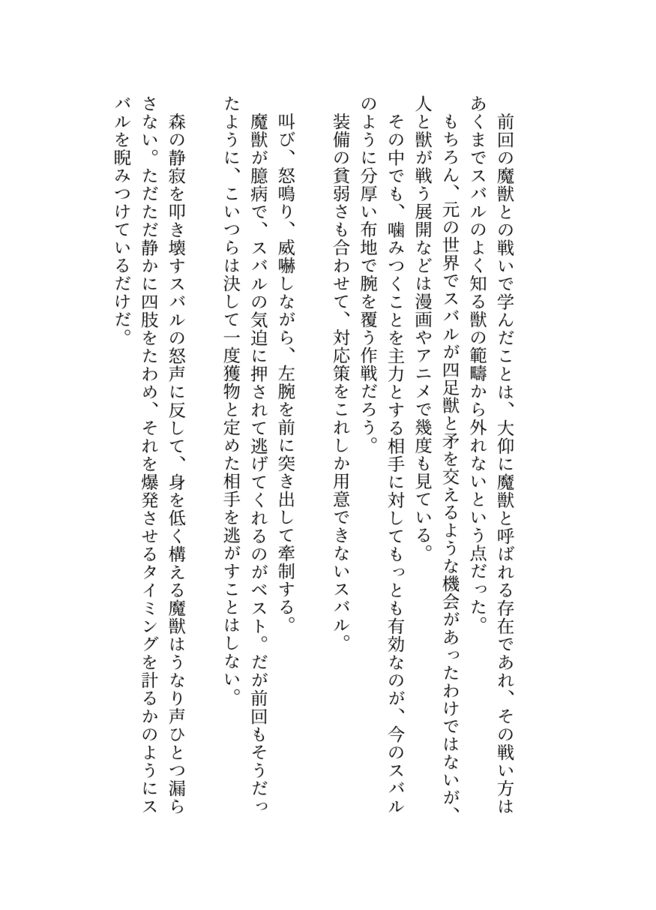 前回の魔獣との戦いで学んだことは、大仰に魔獣と呼ばれる存在であれ、その戦い方は
あくまでスバルのよく知る獣の範疇から外れないという点だった。
　もちろん、元の世界でスバルが四足獣と矛を交えるような機会があったわけではないが、
人と獣が戦う展開などは漫画やアニメで幾度も見ている。
　その中でも、噛みつくことを主力とする相手に対してもっとも有効なのが、今のスバル
のように分厚い布地で腕を覆う作戦だろう。
　装備の貧弱さも合わせて、対応策をこれしか用意できないスバル。
　叫び、怒鳴り、威嚇しながら、左腕を前に突き出して牽制する。
　魔獣が臆病で、スバルの気迫に押されて逃げてくれるのがベスト。だが前回もそうだっ
たように、こいつらは決して一度獲物と定めた相手を逃がすことはしない。
　森の静寂を叩き壊すスバルの怒声に反して、身を低く構える魔獣はうなり声ひとつ漏ら
さない。ただただ静かに四肢をたわめ、それを爆発させるタイミングを計るかのようにス
バルを睨みつけているだけだ。